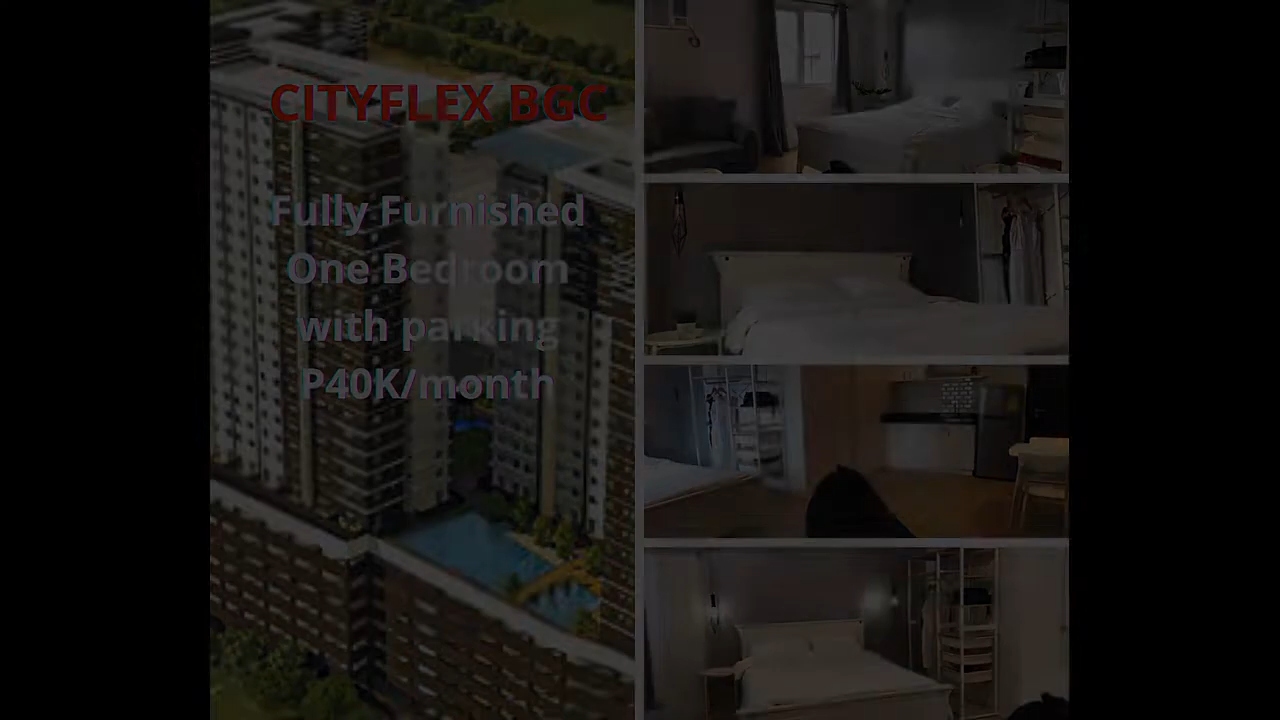 CITYFLEX BGC
Fully Furnished
One Bedroom
with parking
P40K/month